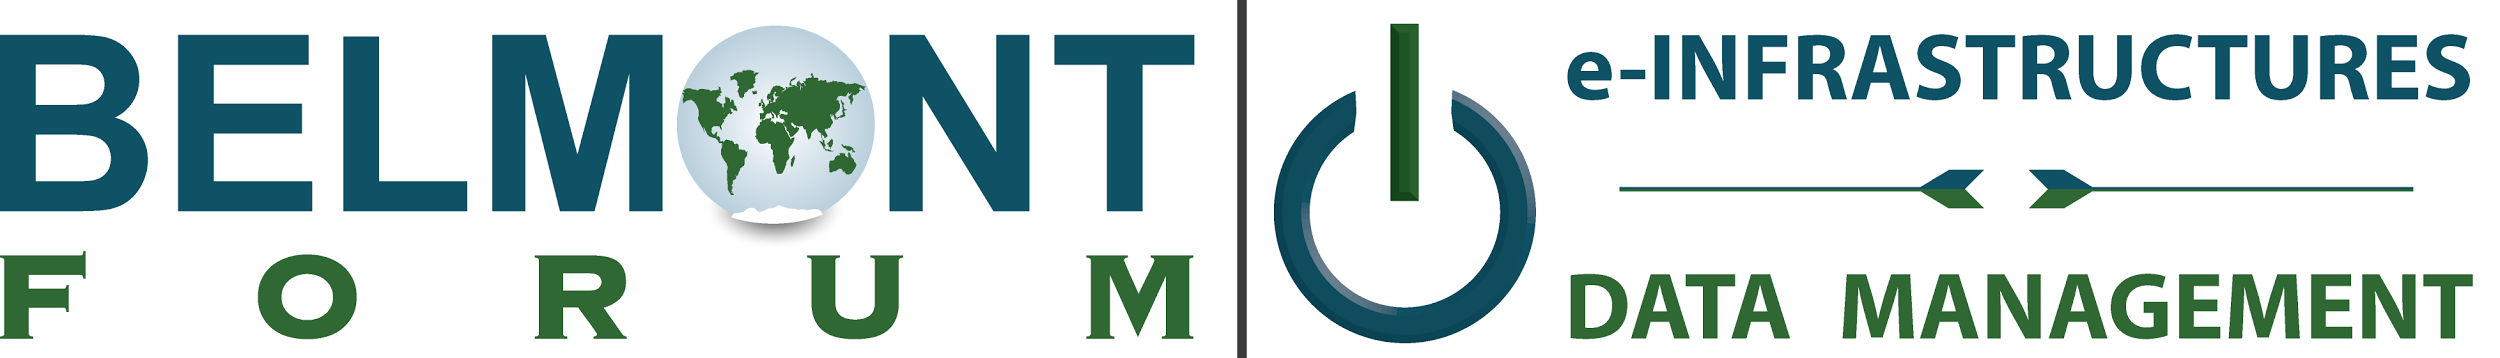 BELMONT
FORUM
e-INFRASTRUCTURES
DATA MANAGEMENT